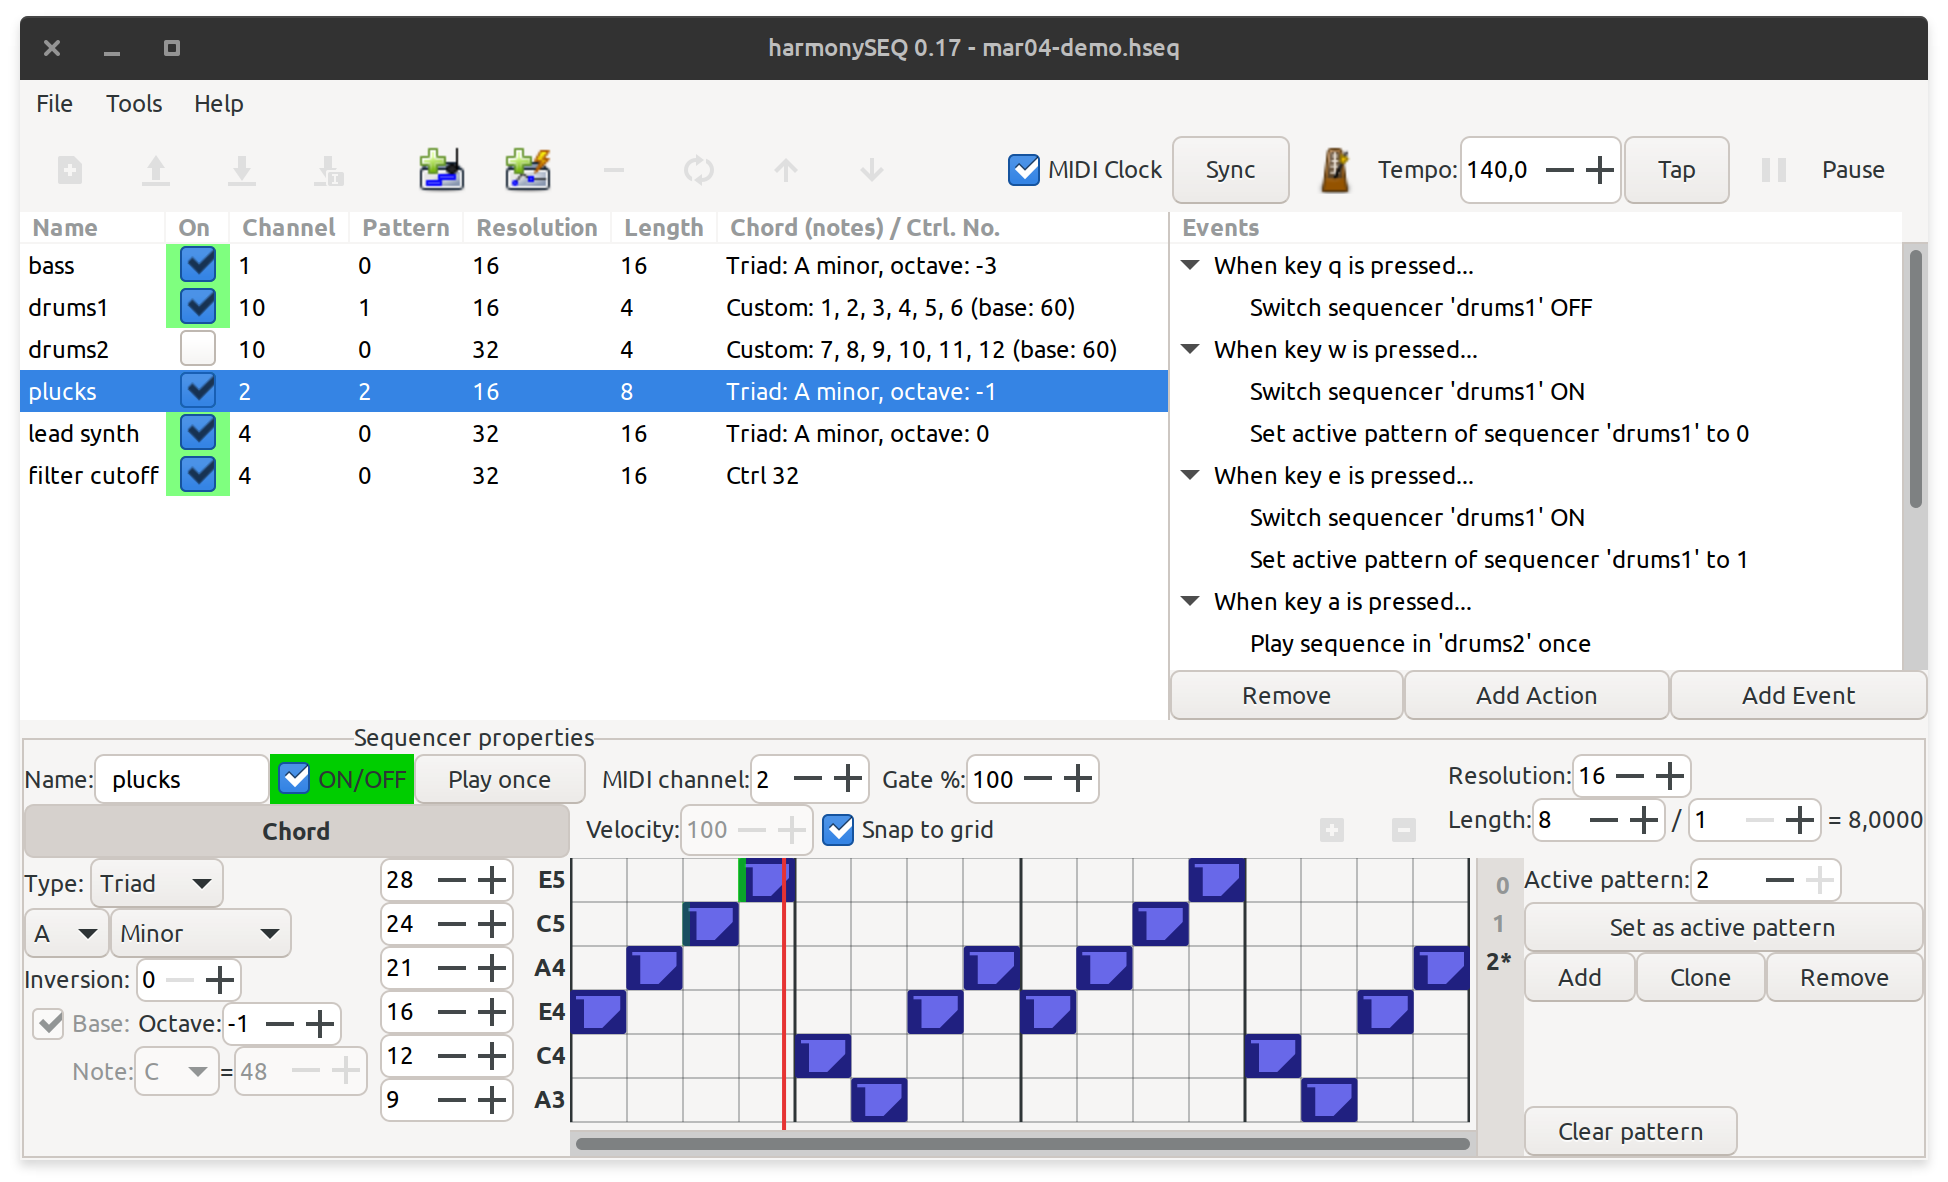 harmonySEQ 0.17 - mar04-demo.hseq
File Tools Help
MIDI Clock Sync Tempo: 140,0 Tap Pause
Name On Channel Pattern Resolution Length Chord (notes) / Ctrl. No.
bass 1 0 16 16 Triad: A minor, octave: -3
drums1 10 1 16 4 Custom: 1, 2, 3, 4, 5, 6 (base: 60)
drums2 10 0 32 4 Custom: 7, 8, 9, 10, 11, 12 (base: 60)
plucks 2 2 16 8 Triad: A minor, octave: -1
lead synth 4 0 32 16 Triad: A minor, octave: 0
filter cutoff 4 0 32 16 Ctrl 32
Events
When key q is pressed...
Switch sequencer 'drums1' OFF
When key w is pressed...
Switch sequencer 'drums1' ON
Set active pattern of sequencer 'drums1' to 0
When key e is pressed...
Switch sequencer 'drums1' ON
Set active pattern of sequencer 'drums1' to 1
When key a is pressed...
Play sequence in 'drums2' once
Remove Add Action Add Event
Sequencer properties
Name: plucks ON/OFF Play once MIDI channel: 2 Gate %: 100 Resolution: 16
Chord Velocity: 100 Snap to grid Length: 8 / 1 = 8,0000
Type: Triad
A Minor
Inversion: 0
Base: Octave: -1
Note: C = 48
28 E5
24 C5
21 A4
16 E4
12 C4
9 A3
0
1
2*
Active pattern: 2
Set as active pattern
Add Clone Remove
Clear pattern